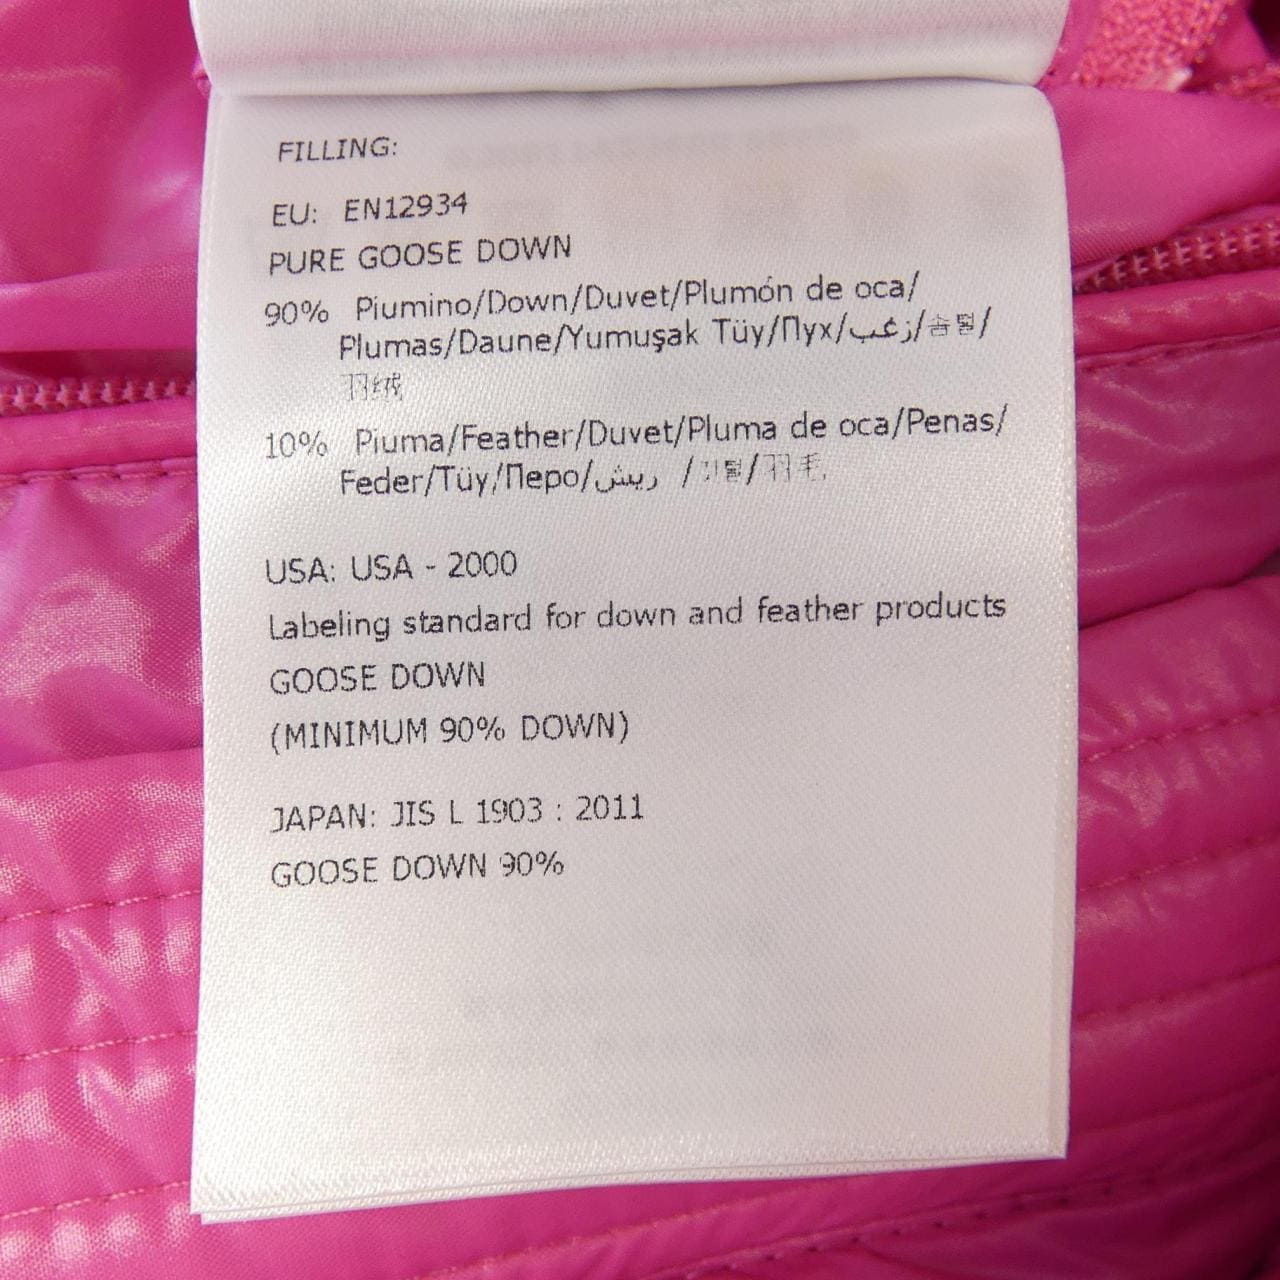 FILLING:
EU: EN12934
PURE GOOSE DOWN
90% Piumino/Down/Duvet/Plumón de oca/
Plumas/Daune/Yumuşak Tüy/Пух/زغب/솜털/
羽绒
10% Piuma/Feather/Duvet/Pluma de oca/Penas/
Feder/Tüy/Перо/ريش /깃털/羽毛
USA: USA - 2000
Labeling standard for down and feather products
GOOSE DOWN
(MINIMUM 90% DOWN)
JAPAN: JIS L 1903 : 2011
GOOSE DOWN 90%